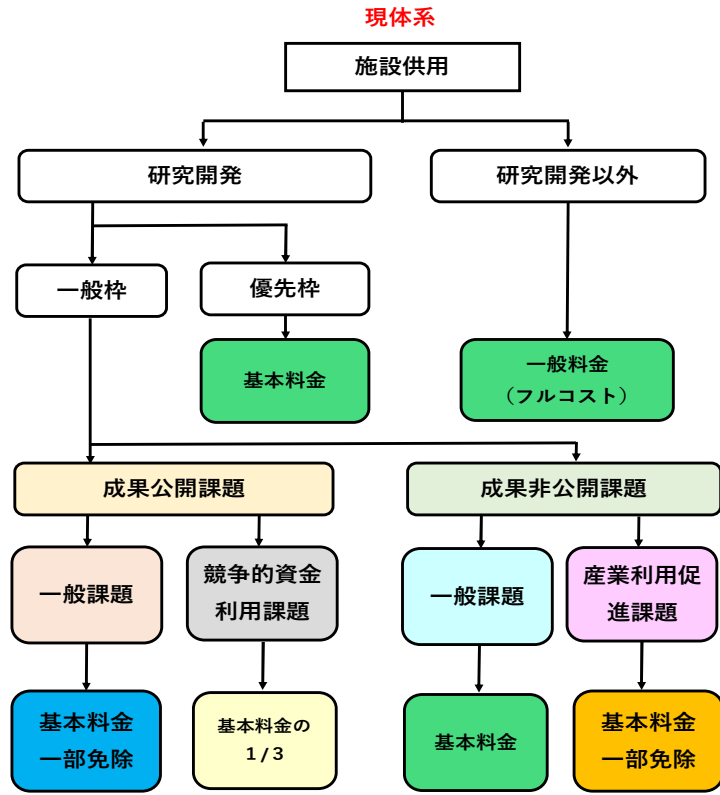 現体系
施設供用
研究開発
研究開発以外
一般枠
優先枠
基本料金
一般料金
（フルコスト）
成果公開課題
成果非公開課題
一般課題
競争的資金
利用課題
一般課題
産業利用促
進課題
基本料金
一部免除
基本料金の
1/3
基本料金
基本料金
一部免除